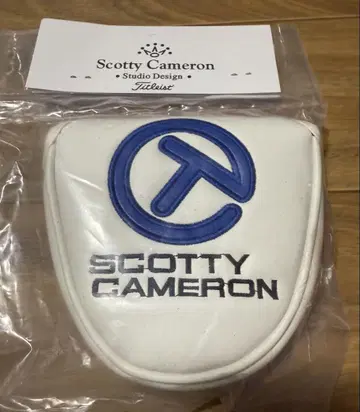 Scotty Cameron
• Studio Design •
Titleist
SCOTTY
CAMERON